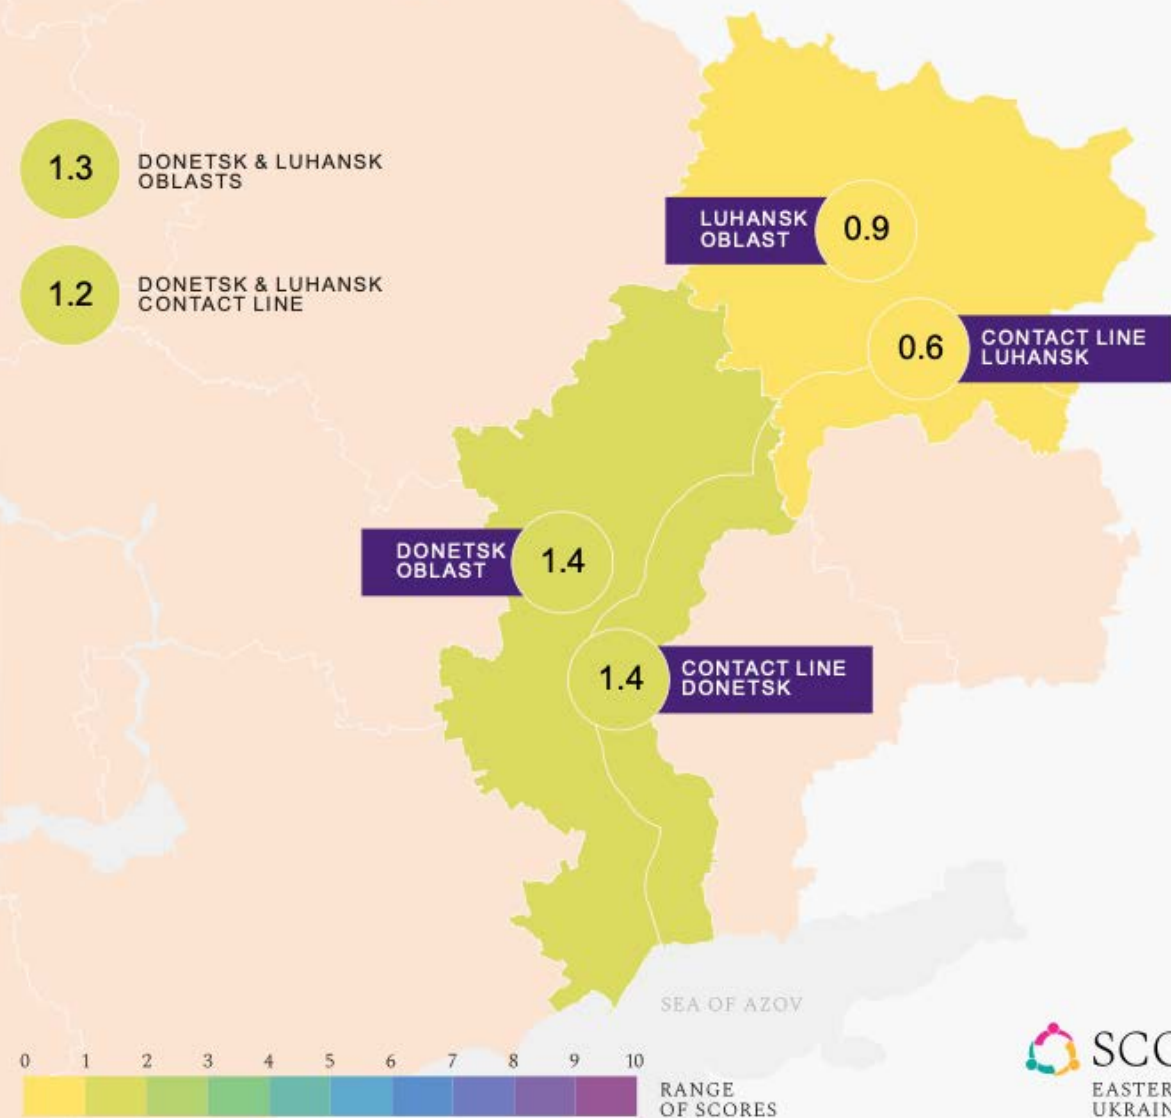 1.3
DONETSK & LUHANSK
OBLASTS
1.2
DONETSK & LUHANSK
CONTACT LINE
LUHANSK
OBLAST
0.9
0.6
CONTACT LINE
LUHANSK
DONETSK
OBLAST
1.4
1.4
CONTACT LINE
DONETSK
SEA OF AZOV
0 1 2 3 4 5 6 7 8 9 10
RANGE
OF SCORES
EASTERN